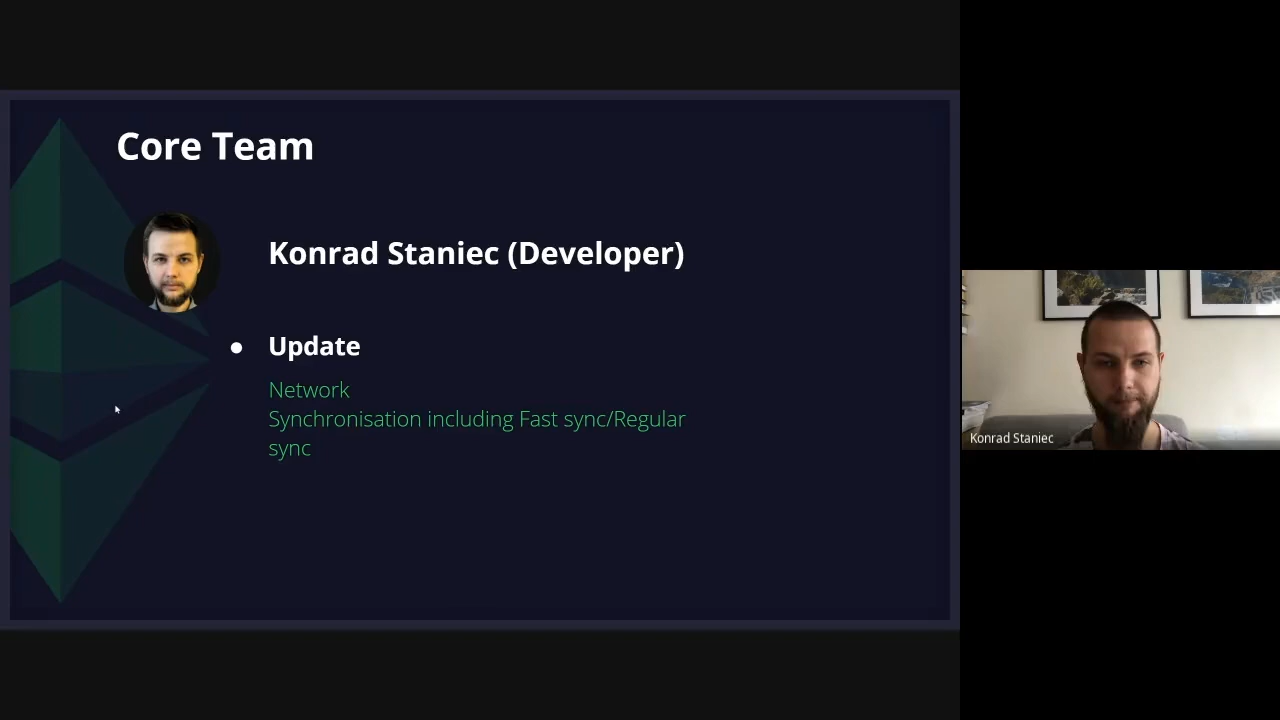 Core Team
Konrad Staniec (Developer)
● Update
Network
Synchronisation including Fast sync/Regular
sync
Konrad Staniec